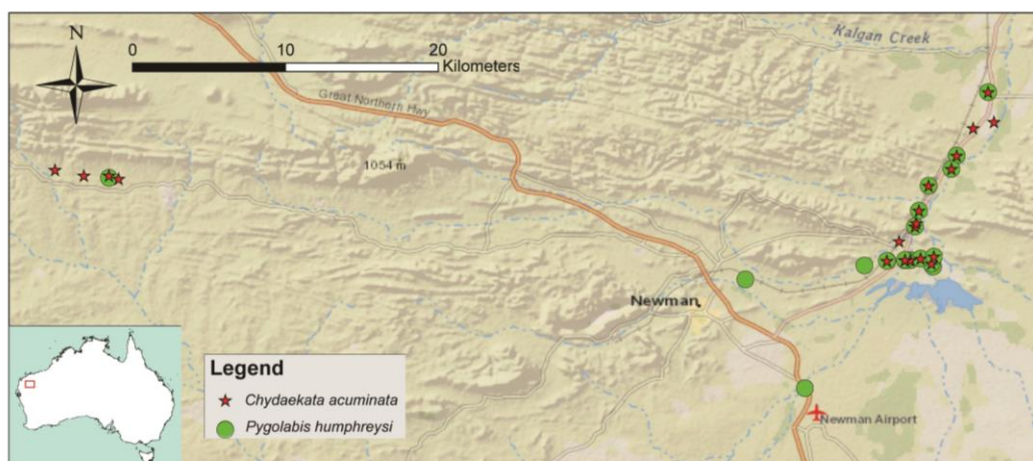 N
0 10 20
Kilometers
Kalgan Creek
Great Northern Hwy
1054 m
Newman
Newman Airport
Legend
Chydaekata acuminata
Pygolabis humphreysi